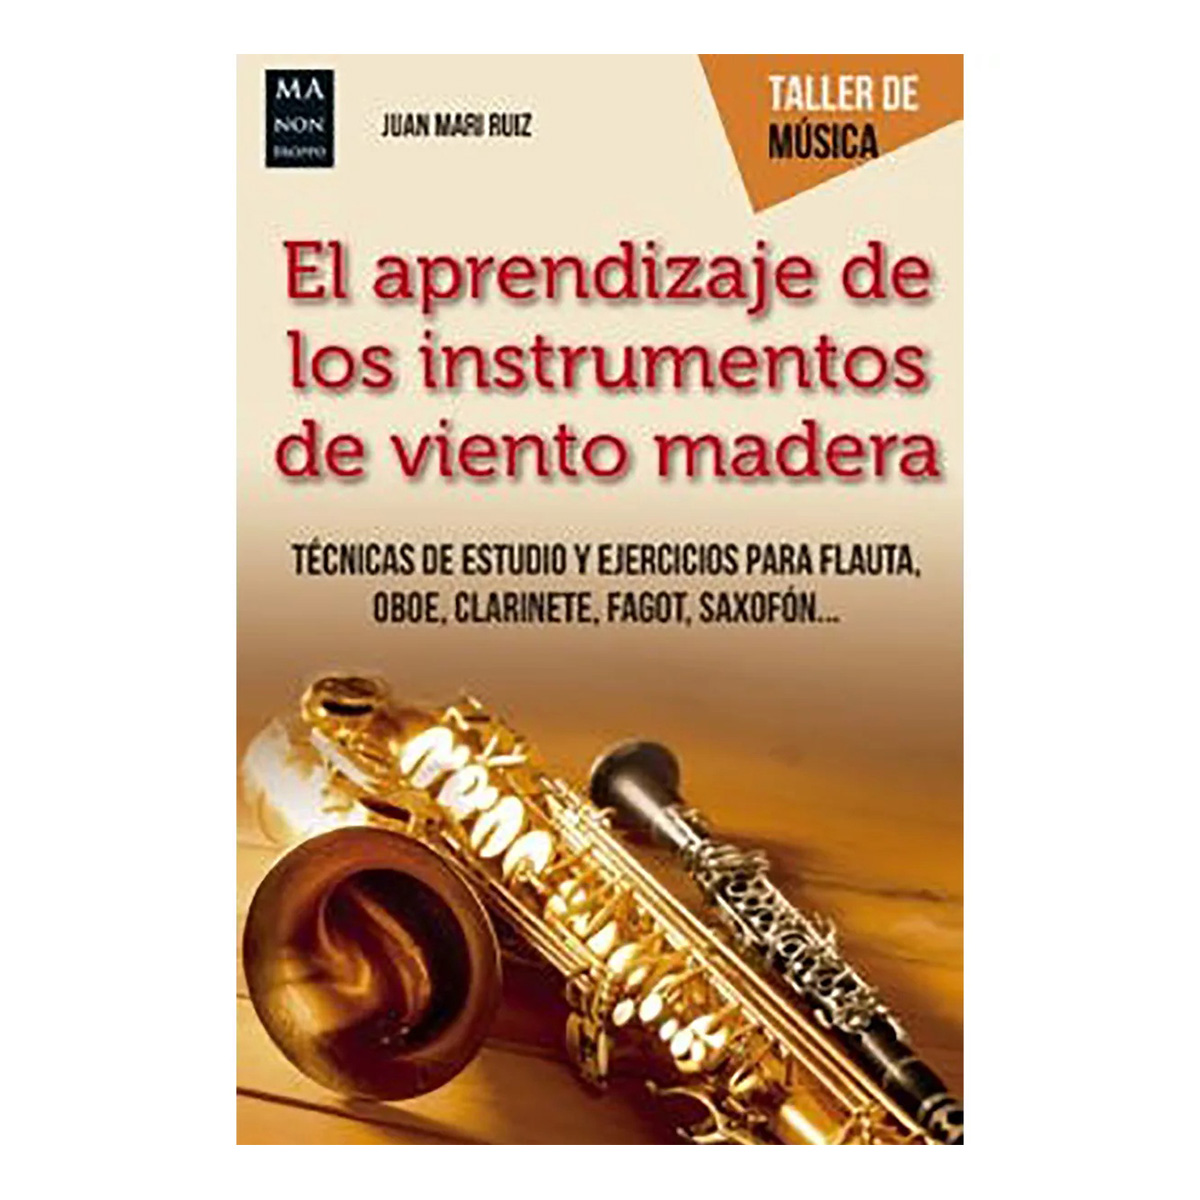 MA
NON
TROPPO
JUAN MARI RUIZ
TALLER DE
MÚSICA
El aprendizaje de
los instrumentos
de viento madera
TÉCNICAS DE ESTUDIO Y EJERCICIOS PARA FLAUTA,
OBOE, CLARINETE, FAGOT, SAXOFÓN...